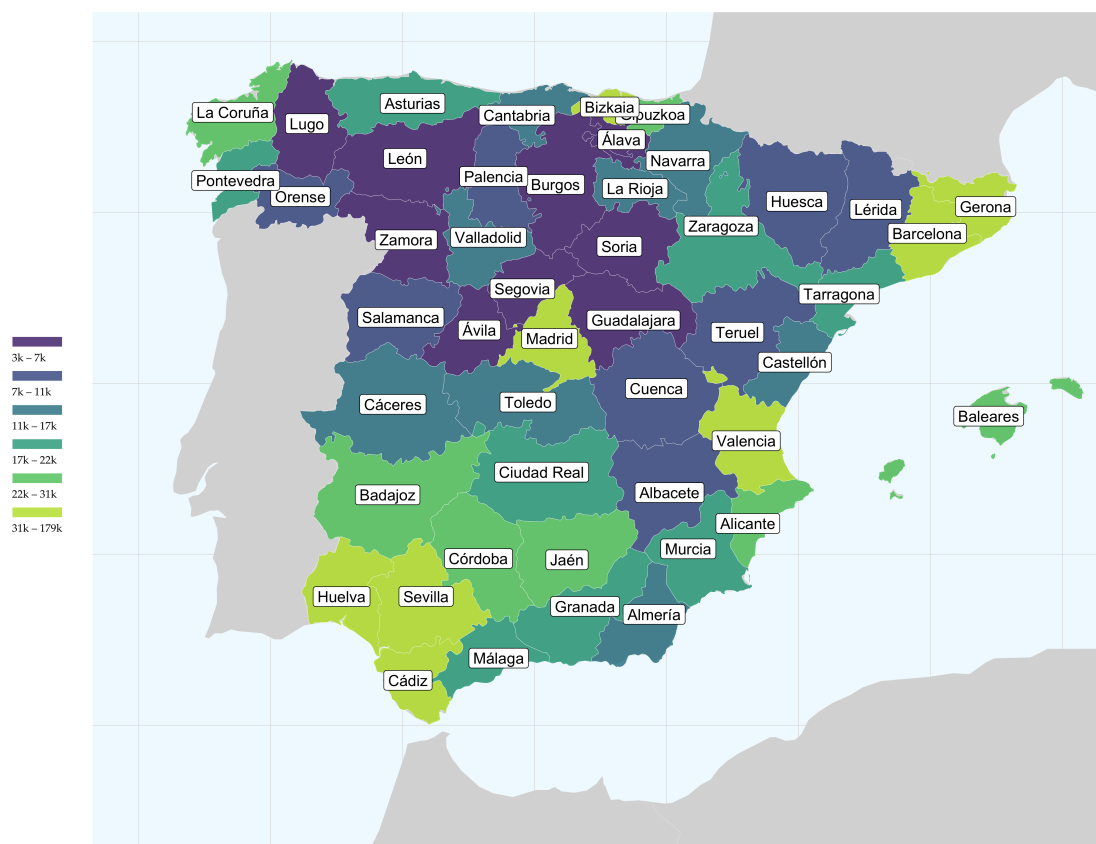 La Coruña
Lugo
Asturias
Cantabria
Bizkaia
Gipuzkoa
Álava
León
Navarra
Pontevedra
Orense
Palencia
Burgos
La Rioja
Huesca
Lérida
Gerona
Barcelona
Zaragoza
Zamora
Valladolid
Soria
Segovia
Tarragona
Salamanca
Ávila
Madrid
Guadalajara
Teruel
Castellón
3k – 7k
7k – 11k
11k – 17k
17k – 22k
22k – 31k
31k – 179k
Cáceres
Toledo
Cuenca
Baleares
Valencia
Ciudad Real
Badajoz
Albacete
Alicante
Murcia
Córdoba
Jaén
Huelva
Sevilla
Granada
Almería
Málaga
Cádiz